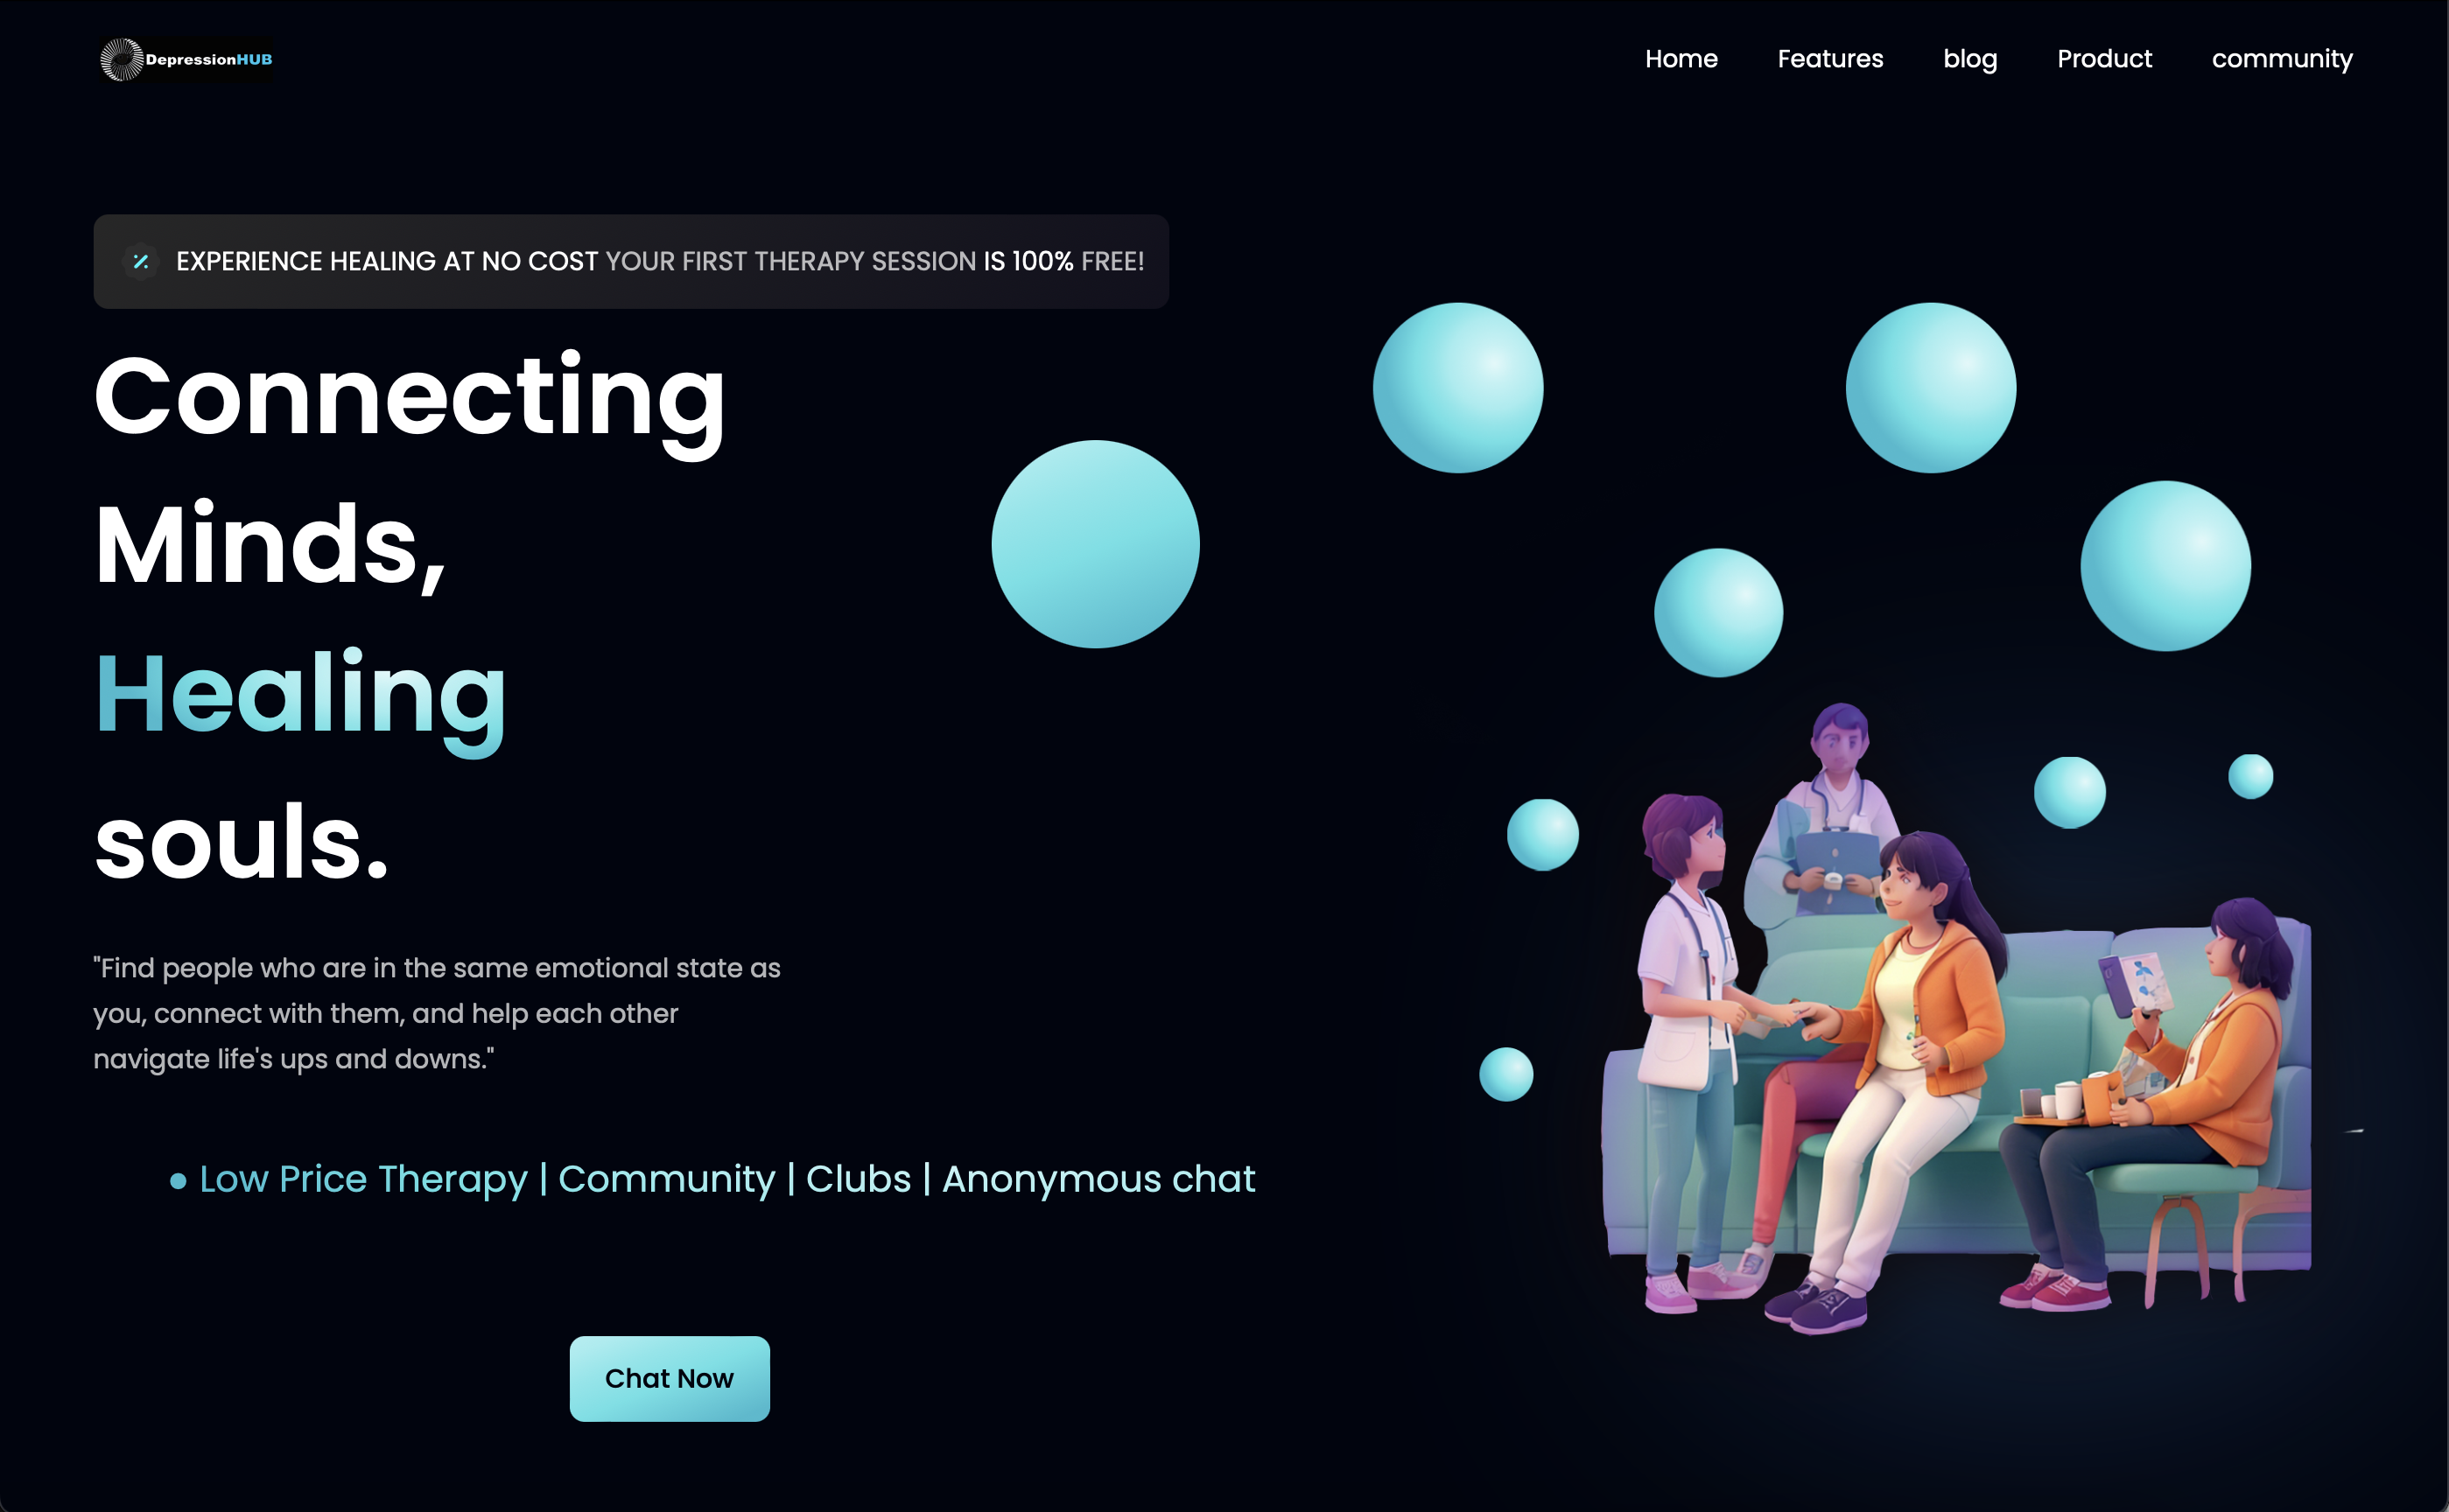 DepressionHUB
Home Features blog Product community
EXPERIENCE HEALING AT NO COST YOUR FIRST THERAPY SESSION IS 100% FREE!
Connecting
Minds,
Healing
souls.
"Find people who are in the same emotional state as
you, connect with them, and help each other
navigate life's ups and downs."
● Low Price Therapy | Community | Clubs | Anonymous chat
Chat Now